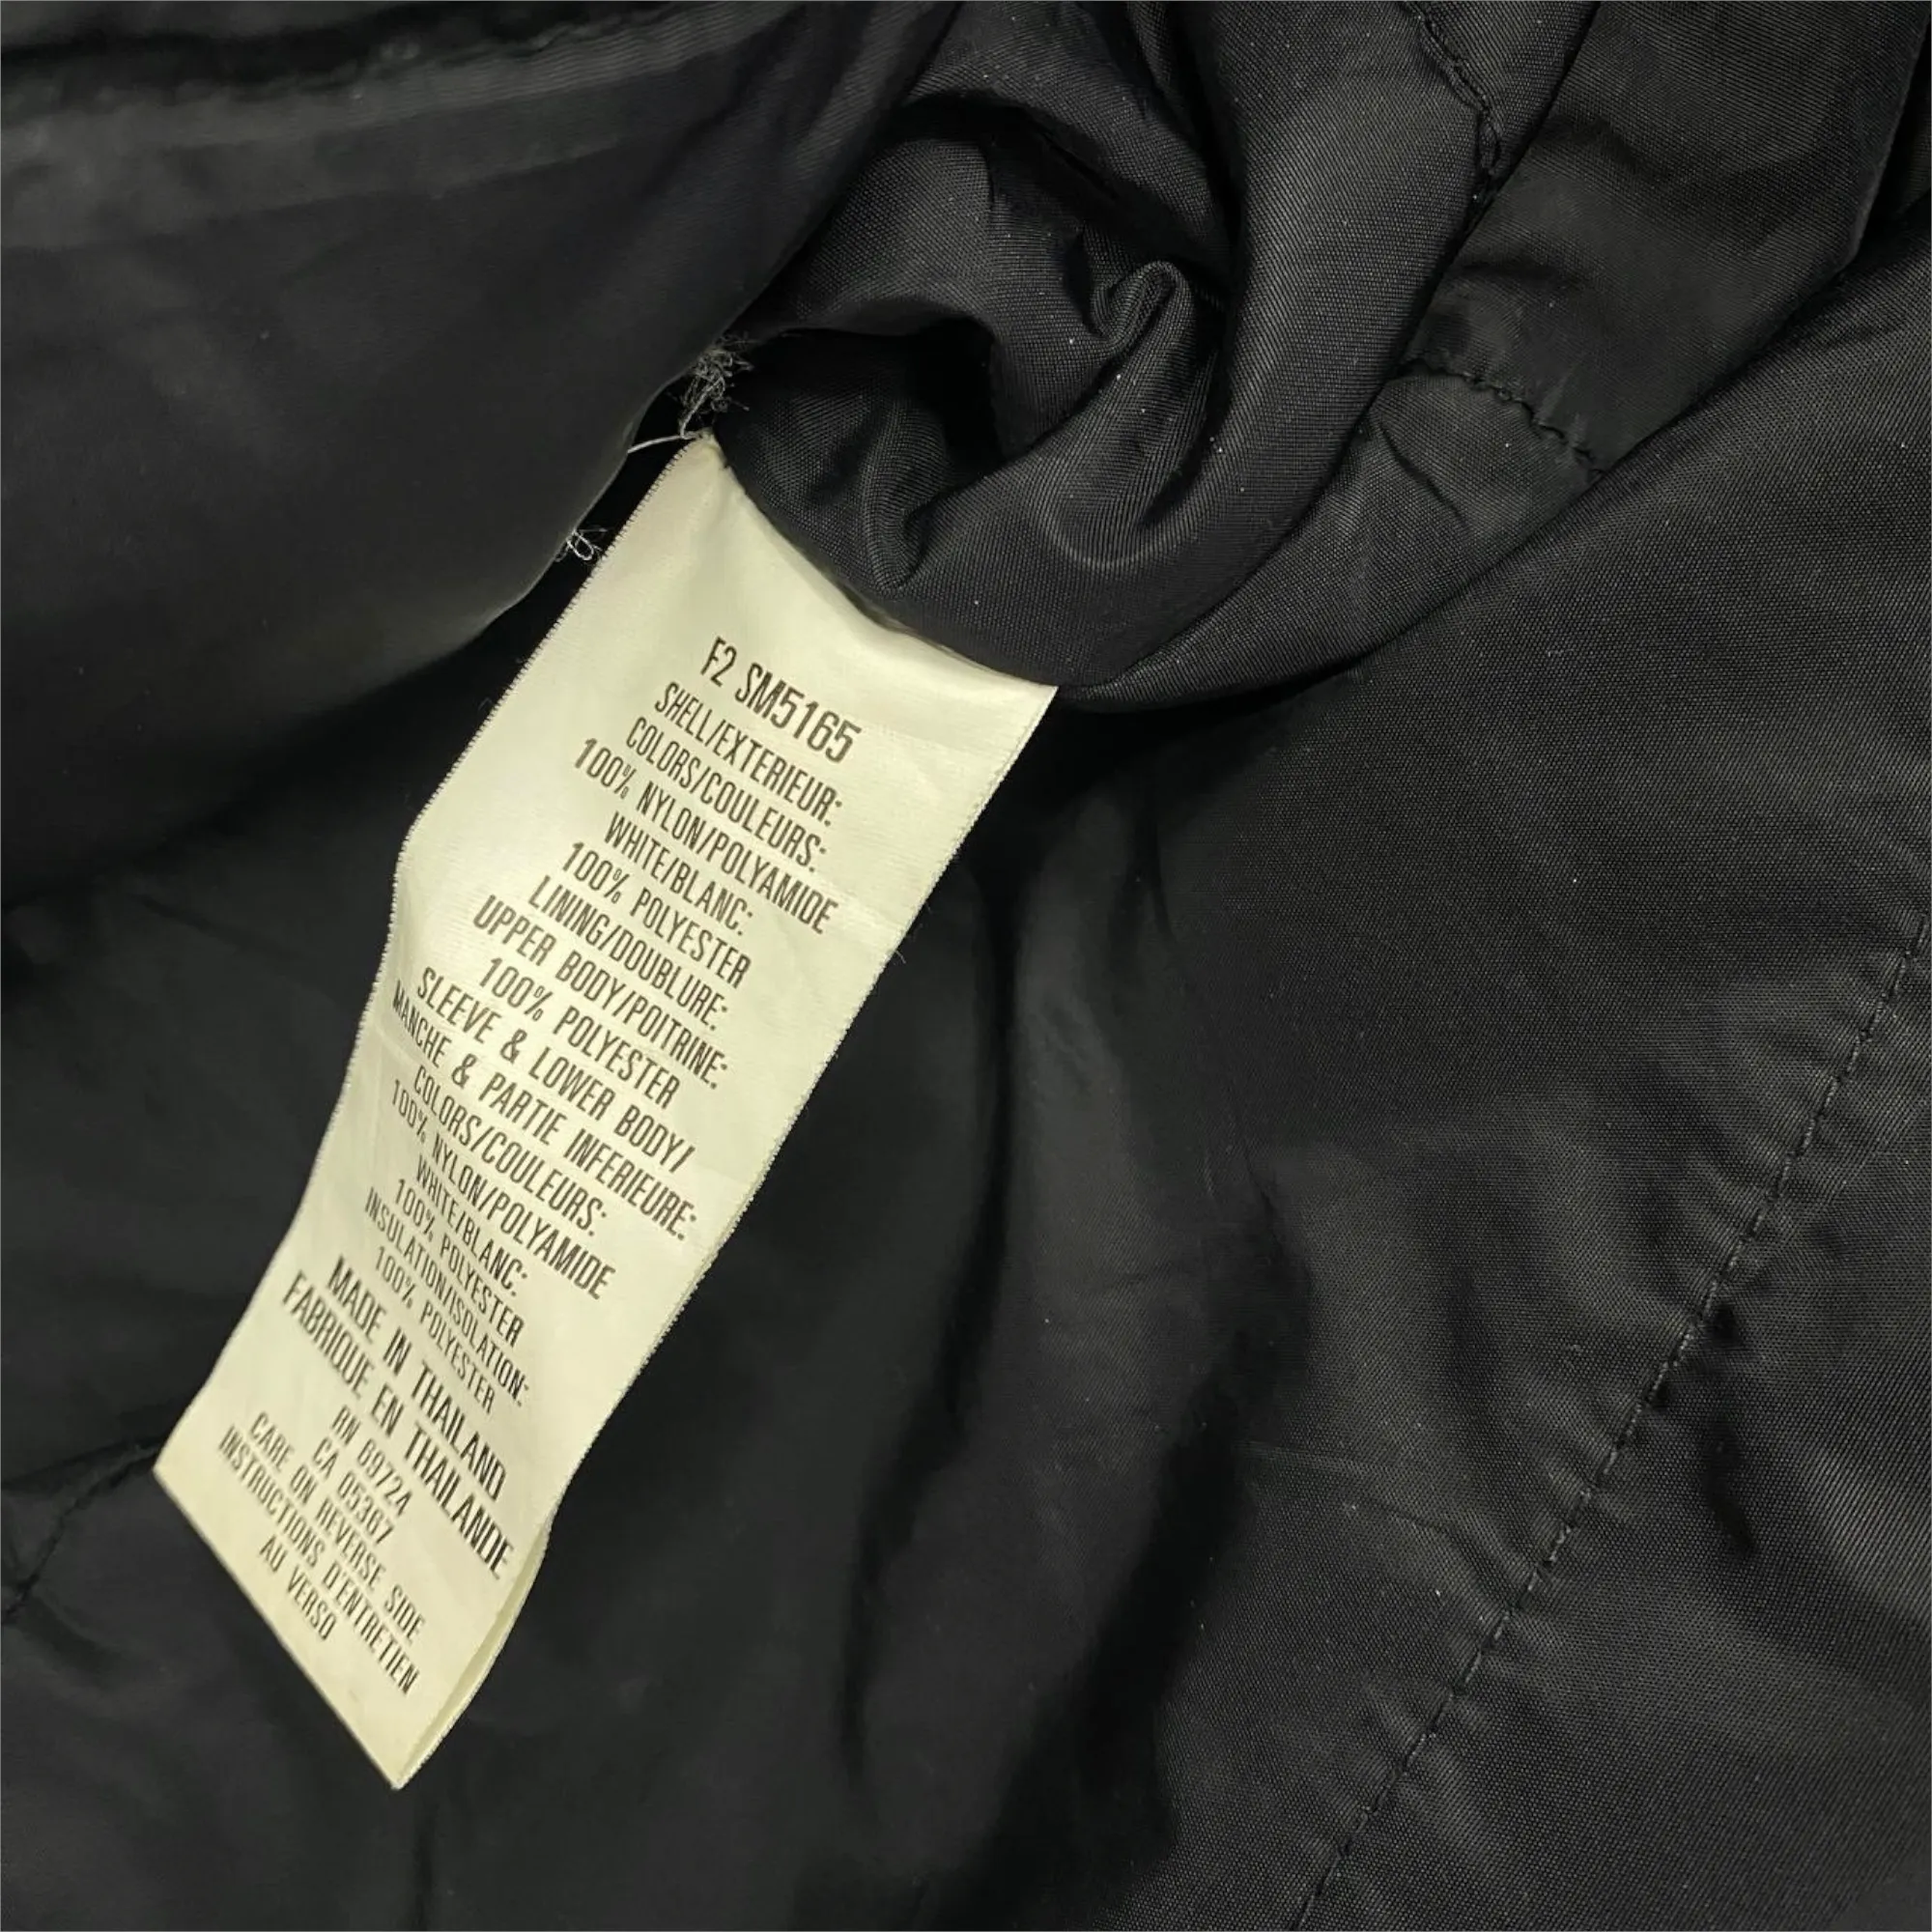 F2 SM5165
SHELL/EXTERIEUR:
COLORS/COULEURS:
100% NYLON/POLYAMIDE
WHITE/BLANC:
100% POLYESTER
LINING/DOUBLURE:
UPPER BODY/POITRINE:
100% POLYESTER
SLEEVE & LOWER BODY/
MANCHE & PARTIE INFERIEURE:
COLORS/COULEURS:
100% NYLON/POLYAMIDE
WHITE/BLANC:
100% POLYESTER
INSULATION/ISOLATION:
100% POLYESTER
MADE IN THAILAND
FABRIQUE EN THAILANDE
RN 69724
CA 05367
CARE ON REVERSE SIDE
INSTRUCTIONS D'ENTRETIEN
AU VERSO